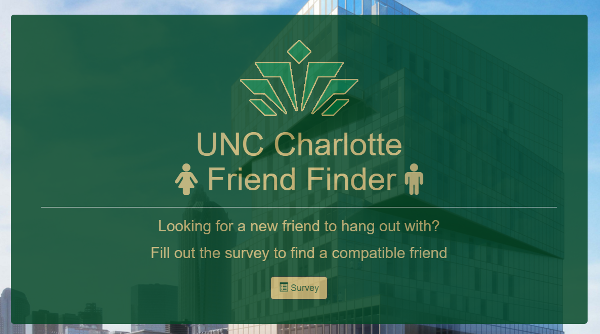 UNC Charlotte
Friend Finder
Looking for a new friend to hang out with?
Fill out the survey to find a compatible friend
Survey